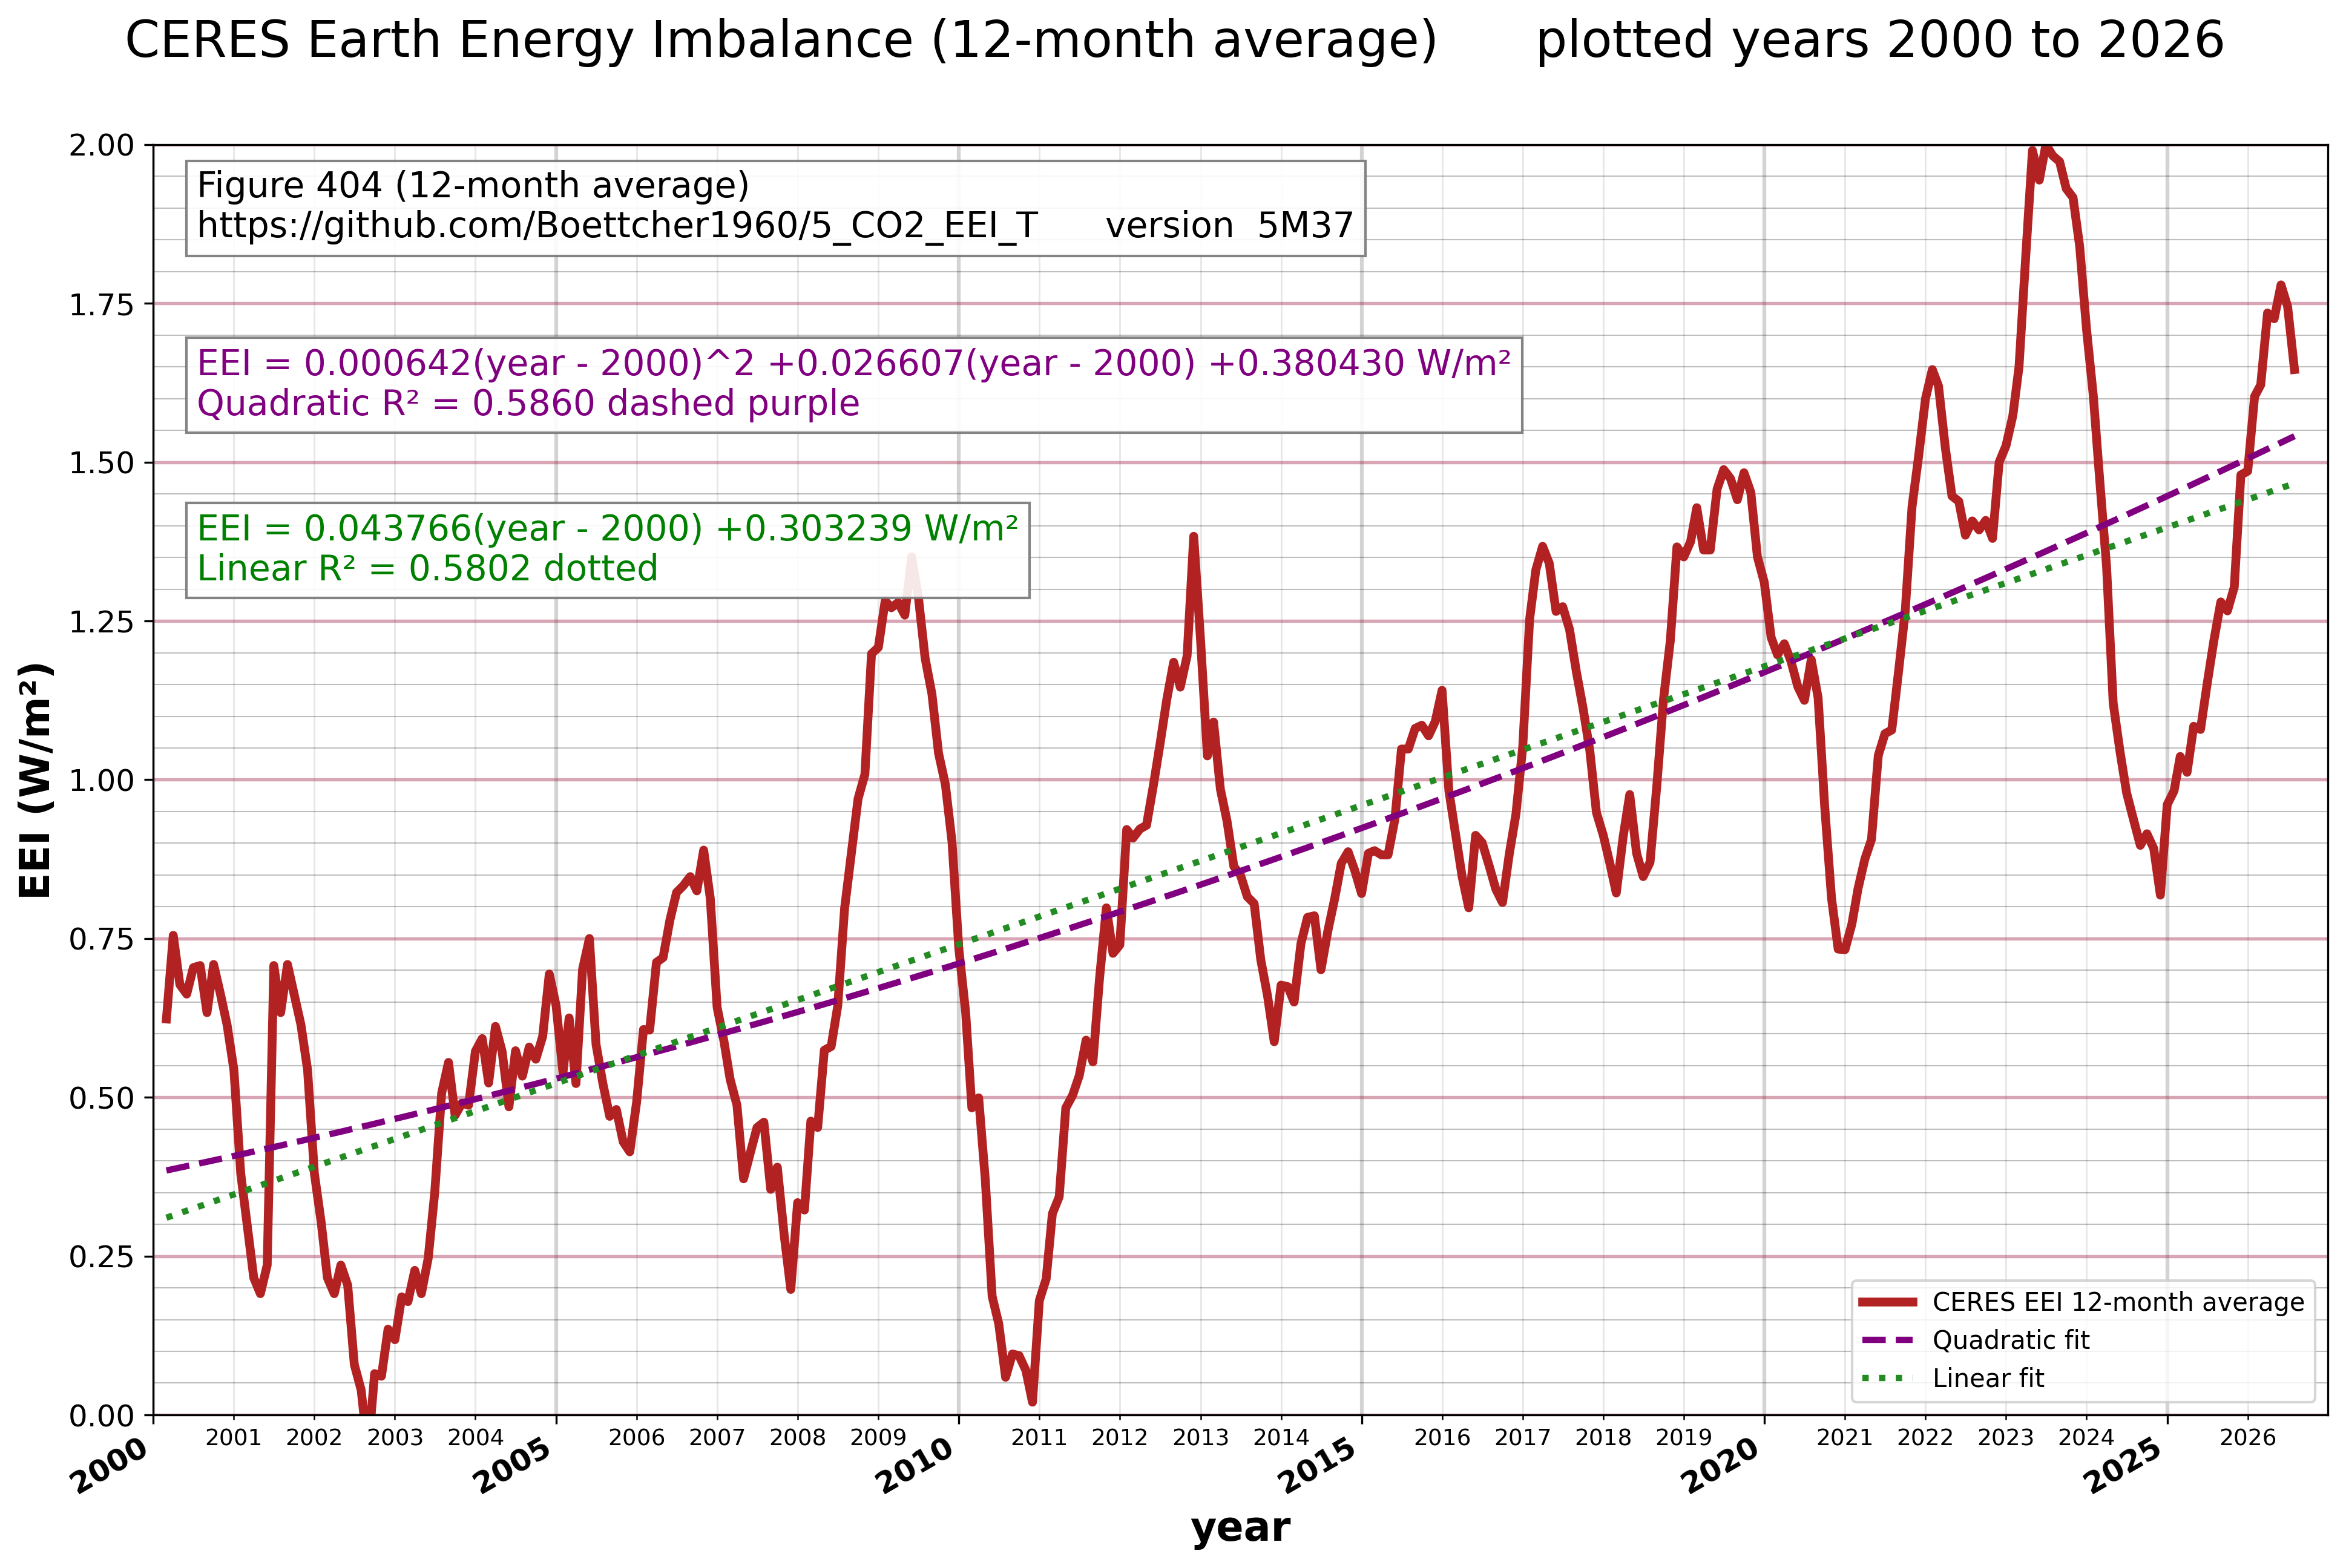 CERES Earth Energy Imbalance (12-month average)      plotted years 2000 to 2026
Figure 404 (12-month average)
https://github.com/Boettcher1960/5_CO2_EEI_T      version  5M37
EEI = 0.000642(year - 2000)^2 +0.026607(year - 2000) +0.380430 W/m²
Quadratic R² = 0.5860 dashed purple
EEI = 0.043766(year - 2000) +0.303239 W/m²
Linear R² = 0.5802 dotted
EEI (W/m²)
2.00
1.75
1.50
1.25
1.00
0.75
0.50
0.25
0.00
CERES EEI 12-month average
Quadratic fit
Linear fit
2000 2001 2002 2003 2004 2005 2006 2007 2008 2009 2010 2011 2012 2013 2014 2015 2016 2017 2018 2019 2020 2021 2022 2023 2024 2025 2026
year